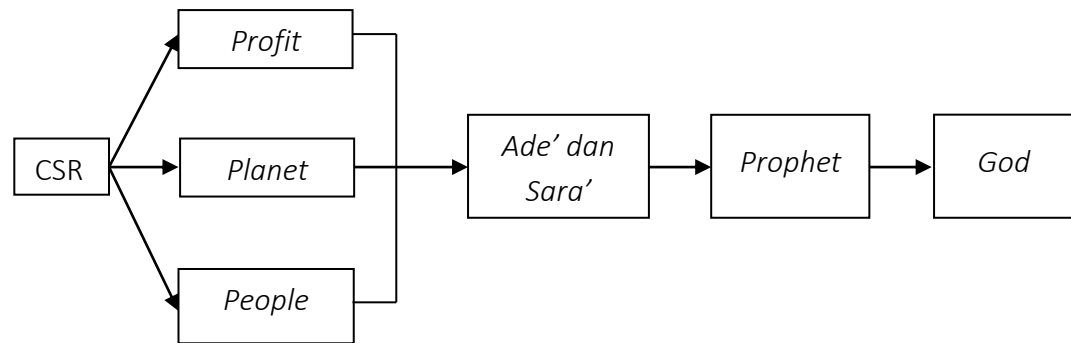 Profit
CSR
Planet
People
Ade’ dan
Sara’
Prophet
God